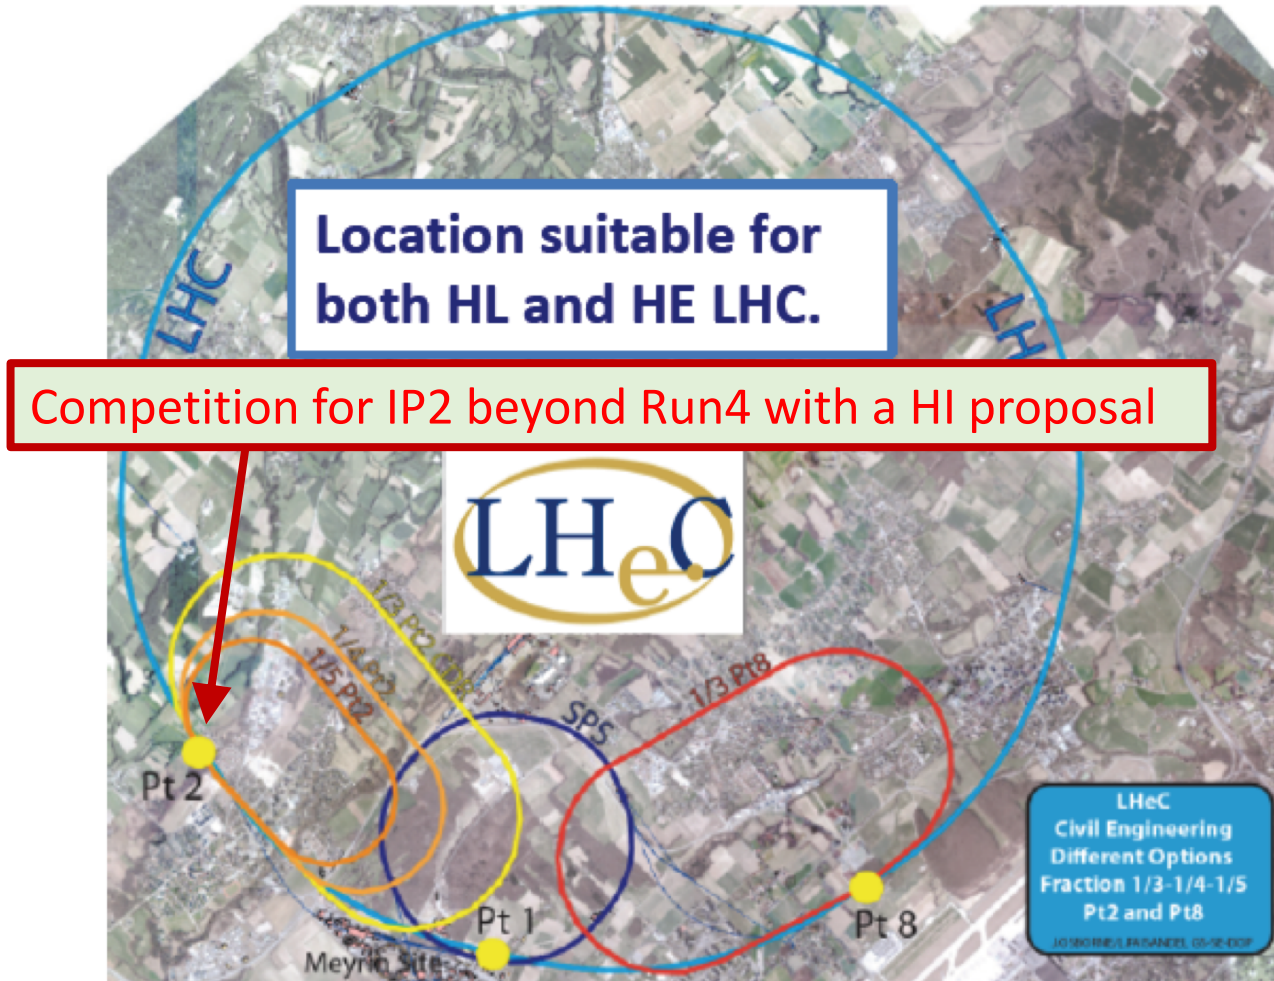 Location suitable for
both HL and HE LHC.
LHC
LH
Competition for IP2 beyond Run4 with a HI proposal
LHeC
1/3 Pt2
1/4 Pt2
1/5 Pt2
1/3 Pt8
SPS
Pt 2
Pt 1
Pt 8
Meyrin Site
LHeC
Civil Engineering
Different Options
Fraction 1/3-1/4-1/5
Pt2 and Pt8